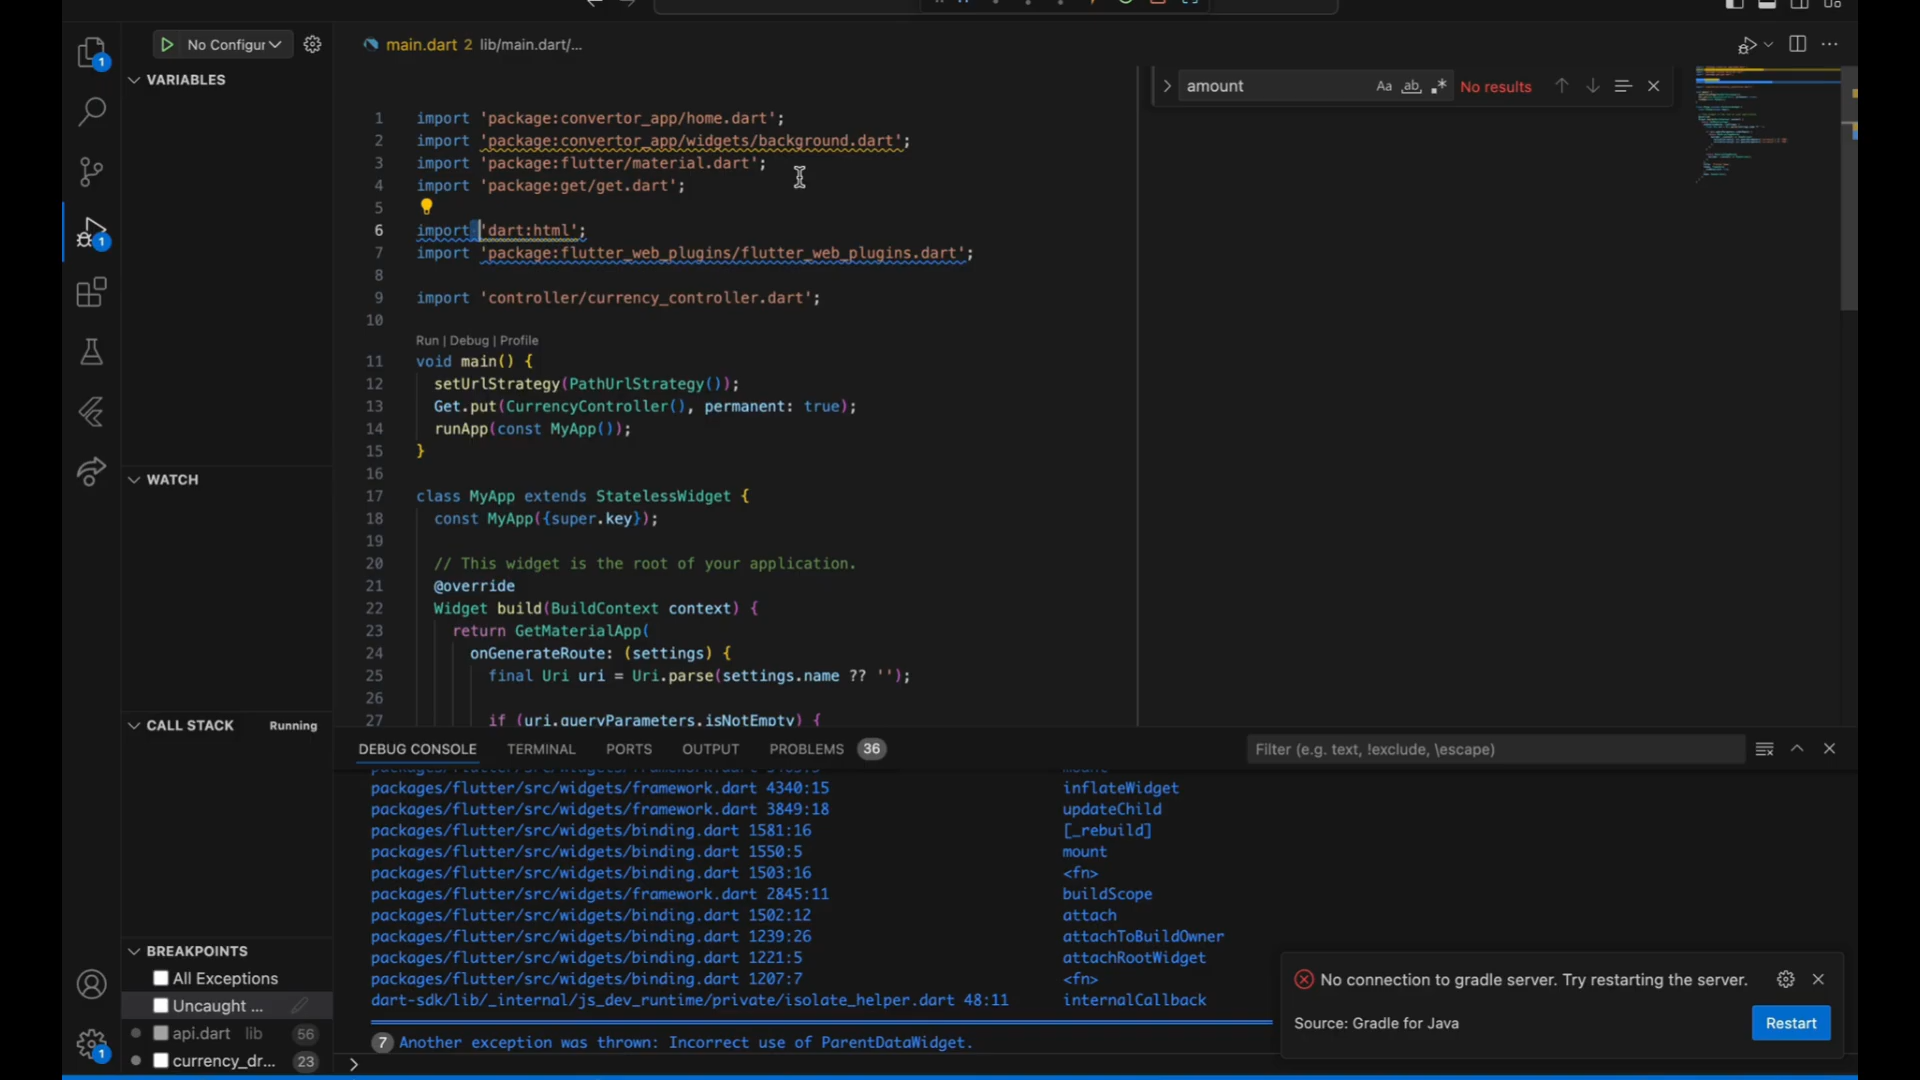 No Configur
main.dart 2 lib/main.dart/...
VARIABLES
amount
Aa ab No results
1 import 'package:convertor_app/home.dart';
2 import 'package:convertor_app/widgets/background.dart';
3 import 'package:flutter/material.dart';
4 import 'package:get/get.dart';
5
6 import 'dart:html';
7 import 'package:flutter_web_plugins/flutter_web_plugins.dart';
8
9 import 'controller/currency_controller.dart';
10
Run | Debug | Profile
11 void main() {
12 setUrlStrategy(PathUrlStrategy());
13 Get.put(CurrencyController(), permanent: true);
14 runApp(const MyApp());
15 }
16
17 class MyApp extends StatelessWidget {
18 const MyApp({super.key});
19
20 // This widget is the root of your application.
21 @override
22 Widget build(BuildContext context) {
23 return GetMaterialApp(
24 onGenerateRoute: (settings) {
25 final Uri uri = Uri.parse(settings.name ?? '');
26
27 if (uri.queryParameters.isNotEmpty) {
WATCH
CALL STACK Running
BREAKPOINTS
All Exceptions
Uncaught ...
api.dart lib 56
currency_dr... 23
1
1
1
DEBUG CONSOLE TERMINAL PORTS OUTPUT PROBLEMS 36
Filter (e.g. text, !exclude, \escape)
mount
packages/flutter/src/widgets/framework.dart 4340:15 inflateWidget
packages/flutter/src/widgets/framework.dart 3849:18 updateChild
packages/flutter/src/widgets/binding.dart 1581:16 [_rebuild]
packages/flutter/src/widgets/binding.dart 1550:5 mount
packages/flutter/src/widgets/binding.dart 1503:16 <fn>
packages/flutter/src/widgets/framework.dart 2845:11 buildScope
packages/flutter/src/widgets/binding.dart 1502:12 attach
packages/flutter/src/widgets/binding.dart 1239:26 attachToBuildOwner
packages/flutter/src/widgets/binding.dart 1221:5 attachRootWidget
packages/flutter/src/widgets/binding.dart 1207:7 <fn>
dart-sdk/lib/_internal/js_dev_runtime/private/isolate_helper.dart 48:11 internalCallback
7 Another exception was thrown: Incorrect use of ParentDataWidget.
No connection to gradle server. Try restarting the server.
Source: Gradle for Java
Restart